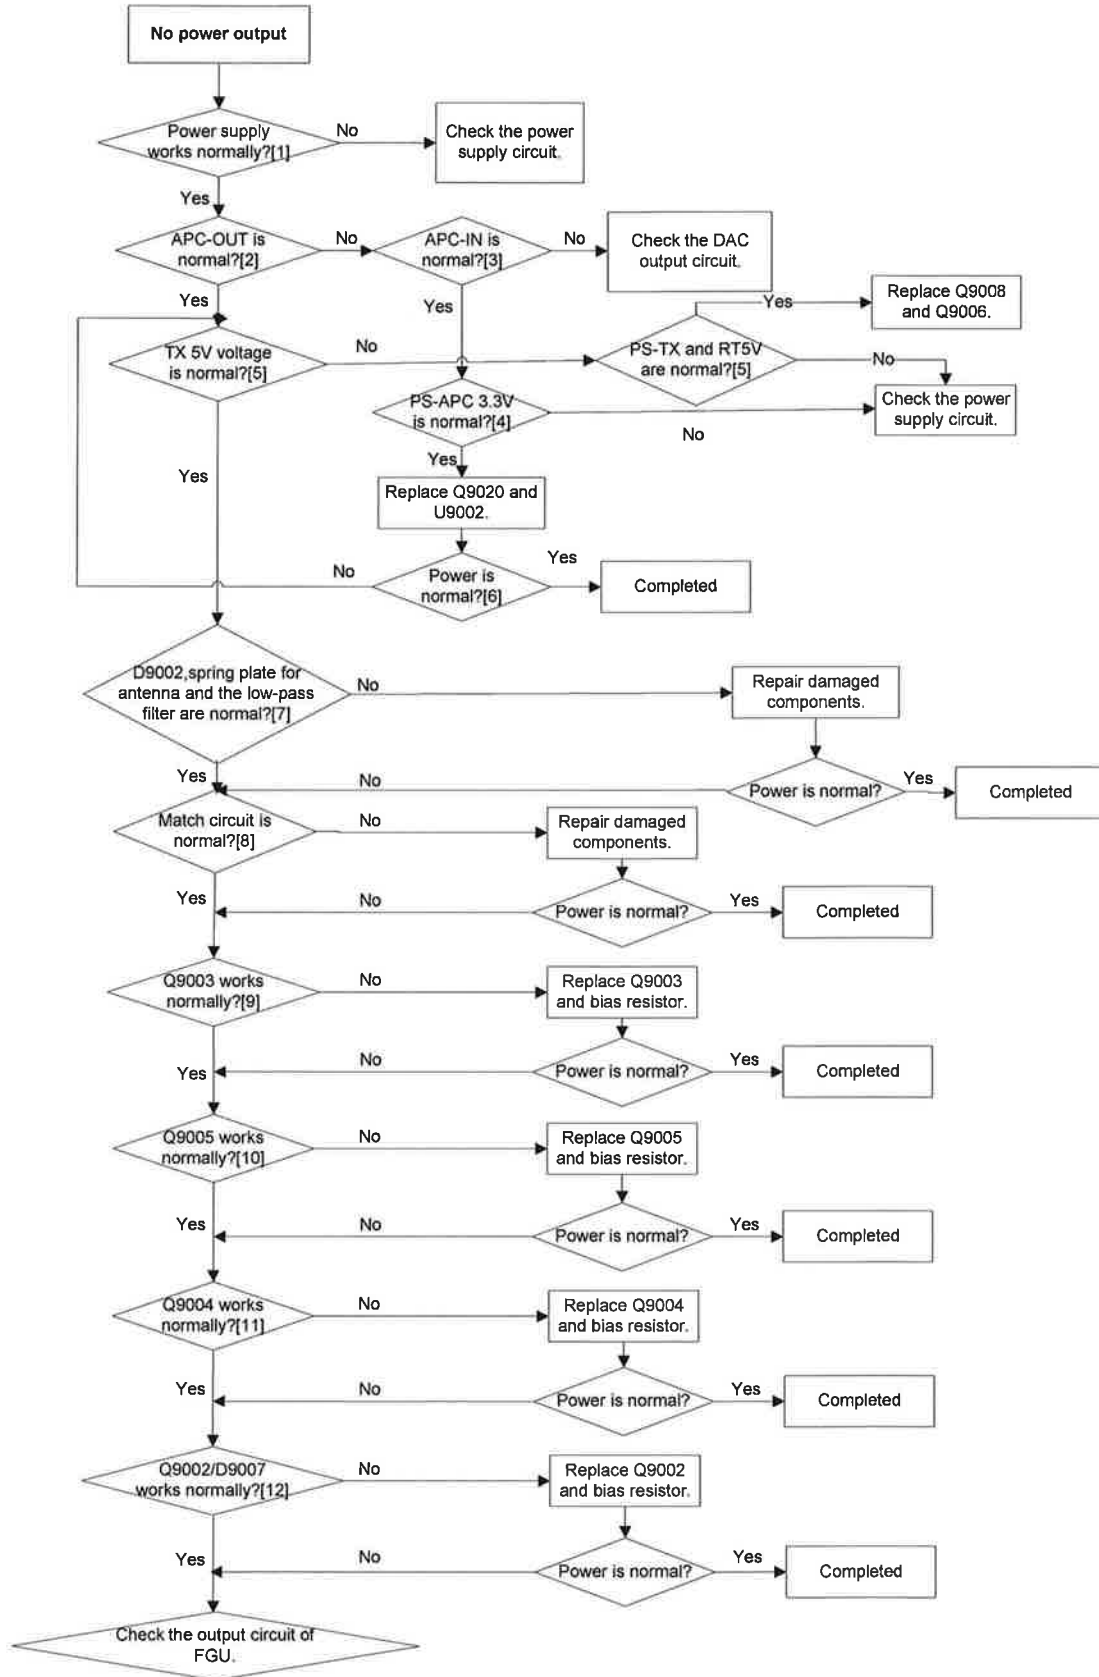 No power output
Power supply
works normally?[1]
No
Check the power
supply circuit.
Yes
APC-OUT is
normal?[2]
No
APC-IN is
normal?[3]
No
Check the DAC
output circuit.
Yes
Yes
Yes
Replace Q9008
and Q9006.
TX 5V voltage
is normal?[5]
No
PS-TX and RT5V
are normal?[5]
No
PS-APC 3.3V
is normal?[4]
No
Check the power
supply circuit.
Yes
Yes
Replace Q9020 and
U9002.
No
Power is
normal?[6]
Yes
Completed
D9002,spring plate for
antenna and the low-pass
filter are normal?[7]
No
Repair damaged
components.
Yes
No
Power is normal?
Yes
Completed
Match circuit is
normal?[8]
No
Repair damaged
components.
Yes
No
Power is normal?
Yes
Completed
Q9003 works
normally?[9]
No
Replace Q9003
and bias resistor.
Yes
No
Power is normal?
Yes
Completed
Q9005 works
normally?[10]
No
Replace Q9005
and bias resistor.
Yes
No
Power is normal?
Yes
Completed
Q9004 works
normally?[11]
No
Replace Q9004
and bias resistor.
Yes
No
Power is normal?
Yes
Completed
Q9002/D9007
works normally?[12]
No
Replace Q9002
and bias resistor.
Yes
No
Power is normal?
Yes
Completed
Check the output circuit of
FGU.